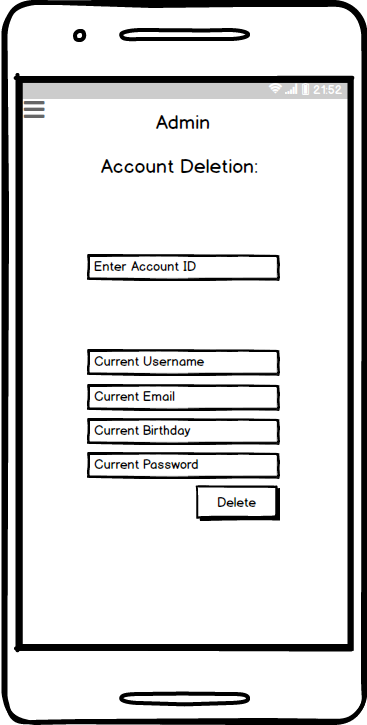 21:52
Admin
Account Deletion:
Enter Account ID
Current Username
Current Email
Current Birthday
Current Password
Delete